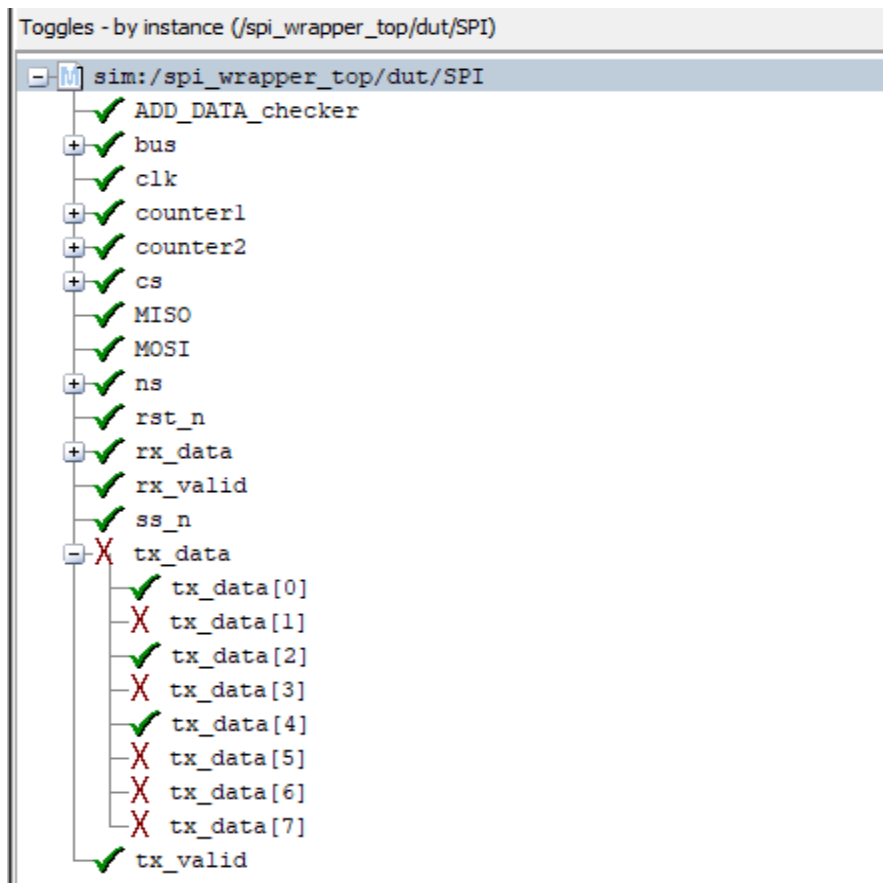 Toggles - by instance (/spi_wrapper_top/dut/SPI)
sim:/spi_wrapper_top/dut/SPI
ADD_DATA_checker
bus
clk
counter1
counter2
cs
MISO
MOSI
ns
rst_n
rx_data
rx_valid
ss_n
tx_data
tx_data[0]
tx_data[1]
tx_data[2]
tx_data[3]
tx_data[4]
tx_data[5]
tx_data[6]
tx_data[7]
tx_valid